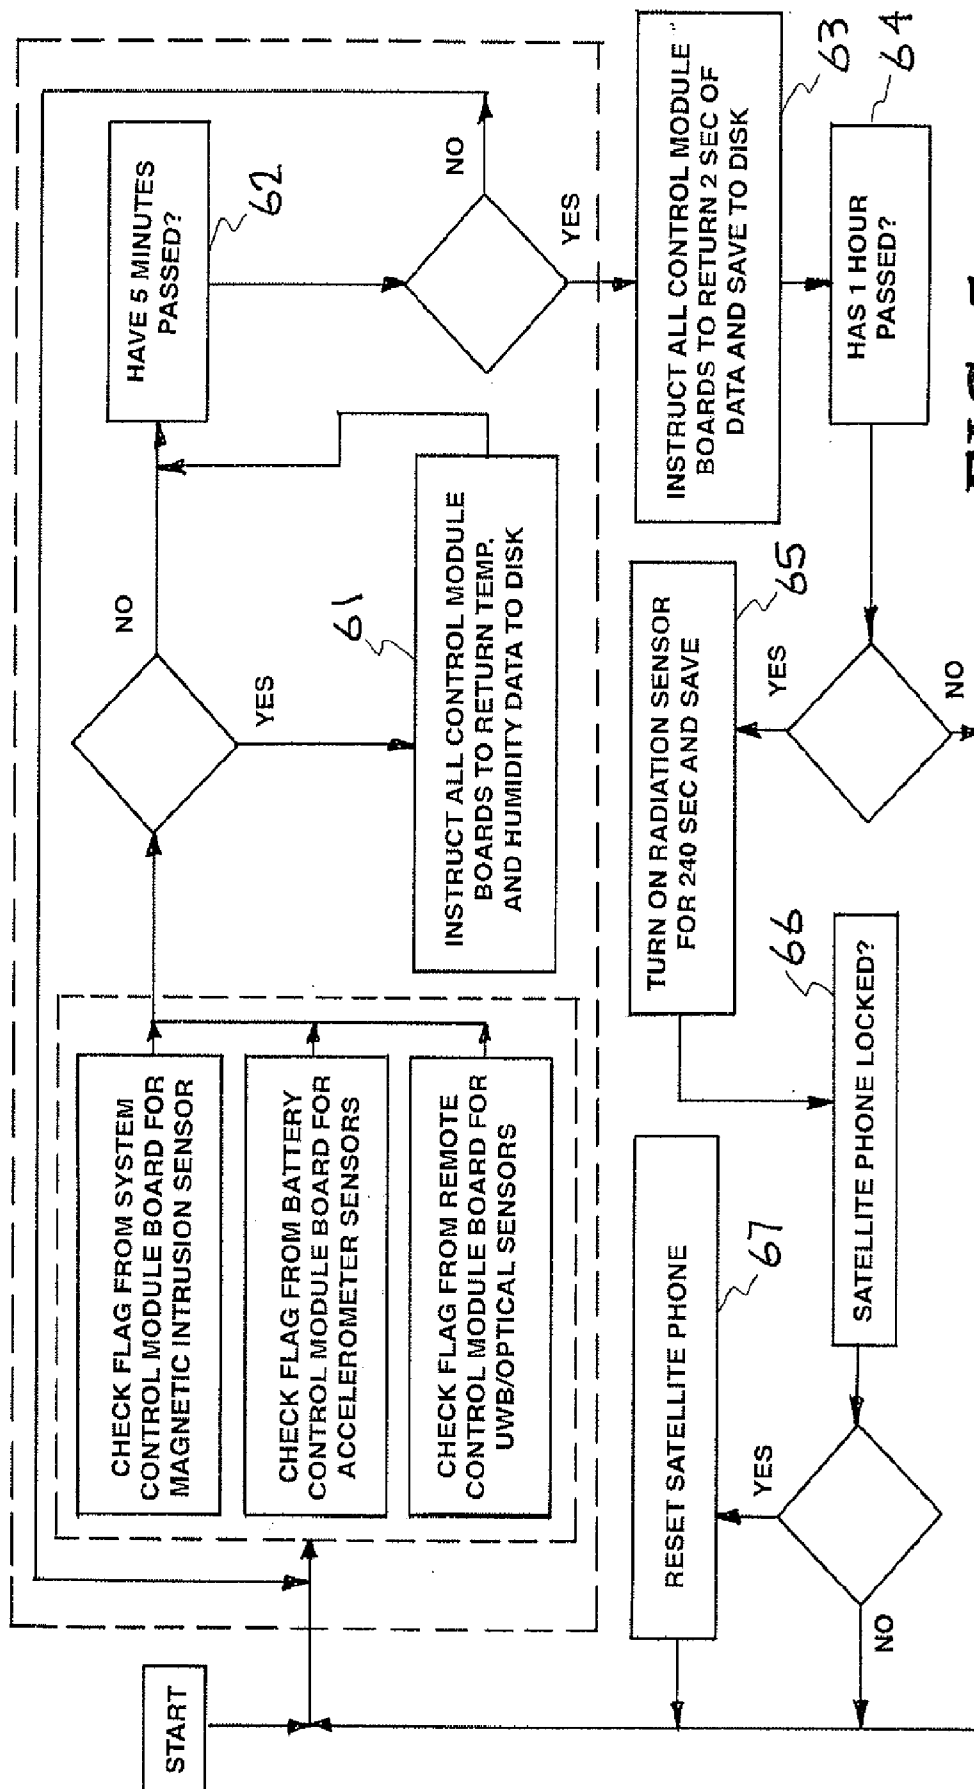 START
CHECK FLAG FROM SYSTEM
CONTROL MODULE BOARD FOR
MAGNETIC INTRUSION SENSOR
CHECK FLAG FROM BATTERY
CONTROL MODULE BOARD FOR
ACCELEROMETER SENSORS
CHECK FLAG FROM REMOTE
CONTROL MODULE BOARD FOR
UWB/OPTICAL SENSORS
NO
YES
61
INSTRUCT ALL CONTROL MODULE
BOARDS TO RETURN TEMP.
AND HUMIDITY DATA TO DISK
HAVE 5 MINUTES
PASSED?
62
NO
YES
INSTRUCT ALL CONTROL MODULE
BOARDS TO RETURN 2 SEC OF
DATA AND SAVE TO DISK
63
HAS 1 HOUR
PASSED?
64
YES
NO
TURN ON RADIATION SENSOR
FOR 240 SEC AND SAVE
65
SATELLITE PHONE LOCKED?
66
YES
NO
RESET SATELLITE PHONE
67